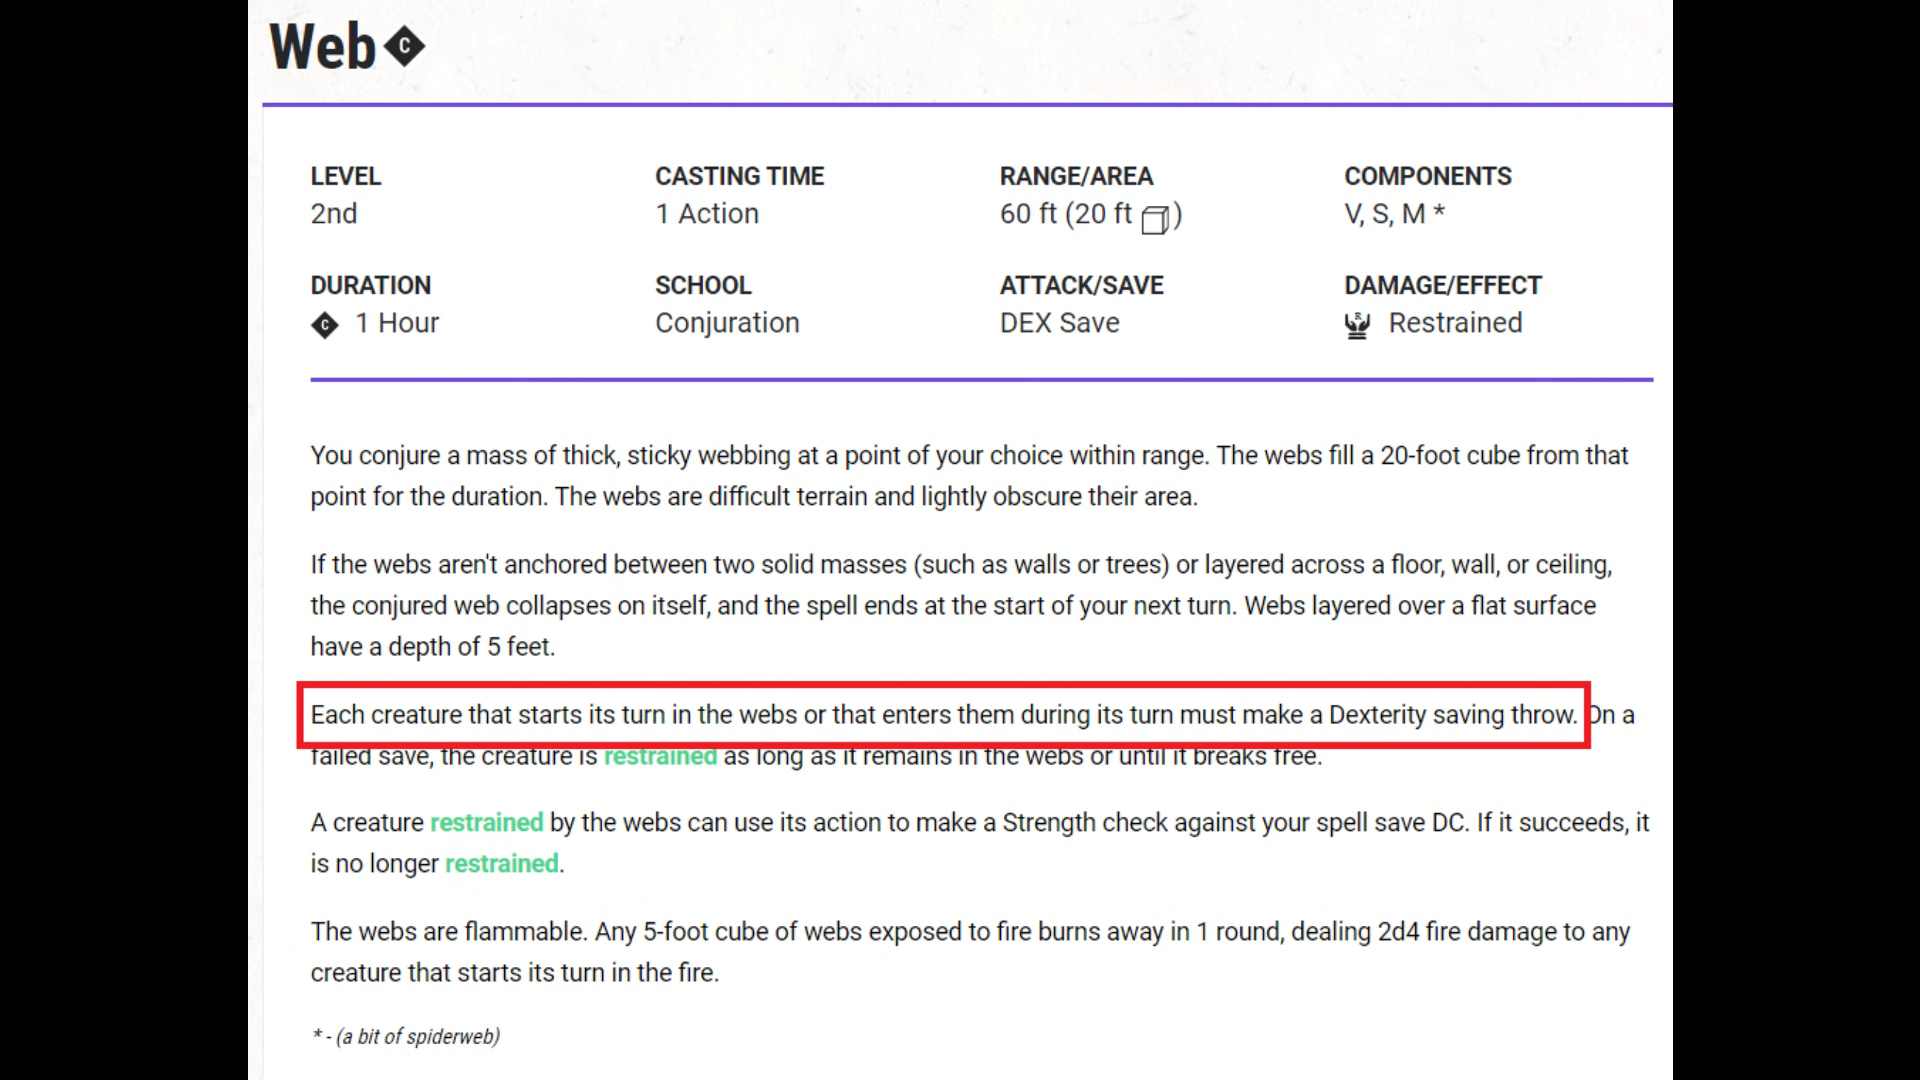 Web C
LEVEL CASTING TIME RANGE/AREA COMPONENTS
2nd 1 Action 60 ft (20 ft ) V, S, M *
DURATION SCHOOL ATTACK/SAVE DAMAGE/EFFECT
C 1 Hour Conjuration DEX Save R Restrained
You conjure a mass of thick, sticky webbing at a point of your choice within range. The webs fill a 20-foot cube from that
point for the duration. The webs are difficult terrain and lightly obscure their area.
If the webs aren't anchored between two solid masses (such as walls or trees) or layered across a floor, wall, or ceiling,
the conjured web collapses on itself, and the spell ends at the start of your next turn. Webs layered over a flat surface
have a depth of 5 feet.
Each creature that starts its turn in the webs or that enters them during its turn must make a Dexterity saving throw. On a
failed save, the creature is restrained as long as it remains in the webs or until it breaks free.
A creature restrained by the webs can use its action to make a Strength check against your spell save DC. If it succeeds, it
is no longer restrained.
The webs are flammable. Any 5-foot cube of webs exposed to fire burns away in 1 round, dealing 2d4 fire damage to any
creature that starts its turn in the fire.
* - (a bit of spiderweb)